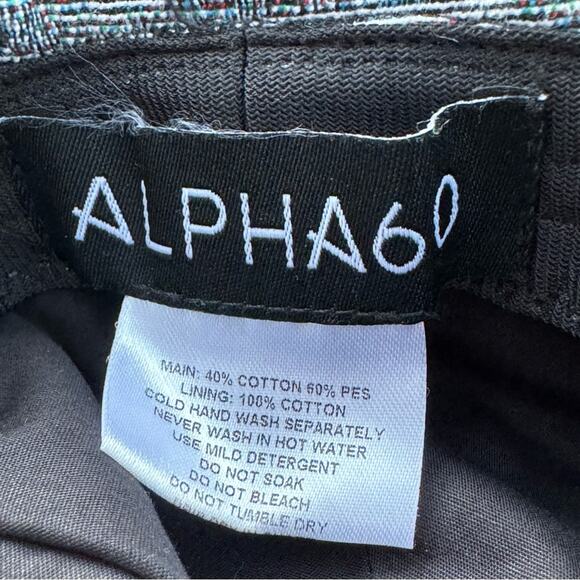 ALPHA60
MAIN: 40% COTTON 60% PES
LINING: 100% COTTON
COLD HAND WASH SEPARATELY
NEVER WASH IN HOT WATER
USE MILD DETERGENT
DO NOT SOAK
DO NOT BLEACH
DO NOT TUMBLE DRY